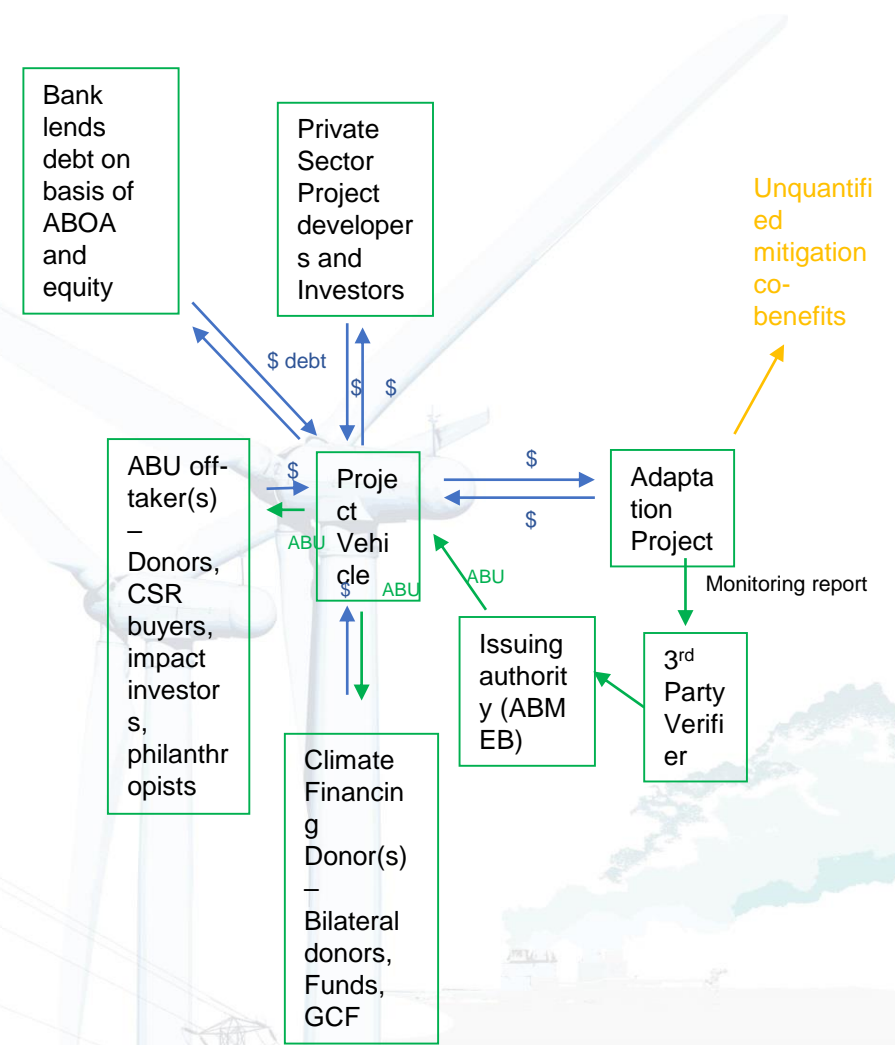 Bank
lends
debt on
basis of
ABOA
and
equity
Private
Sector
Project
developer
s and
Investors
Unquantifi
ed
mitigation
co-
benefits
$ debt
$
$
ABU off-
taker(s)
–
Donors,
CSR
buyers,
impact
investor
s,
philanthr
opists
$
ABU
Proje
ct
Vehi
cle
$
ABU
$
$
Adapta
tion
Project
Monitoring report
ABU
Issuing
authorit
y (ABM
EB)
3rd
Party
Verifi
er
Climate
Financin
g
Donor(s)
–
Bilateral
donors,
Funds,
GCF